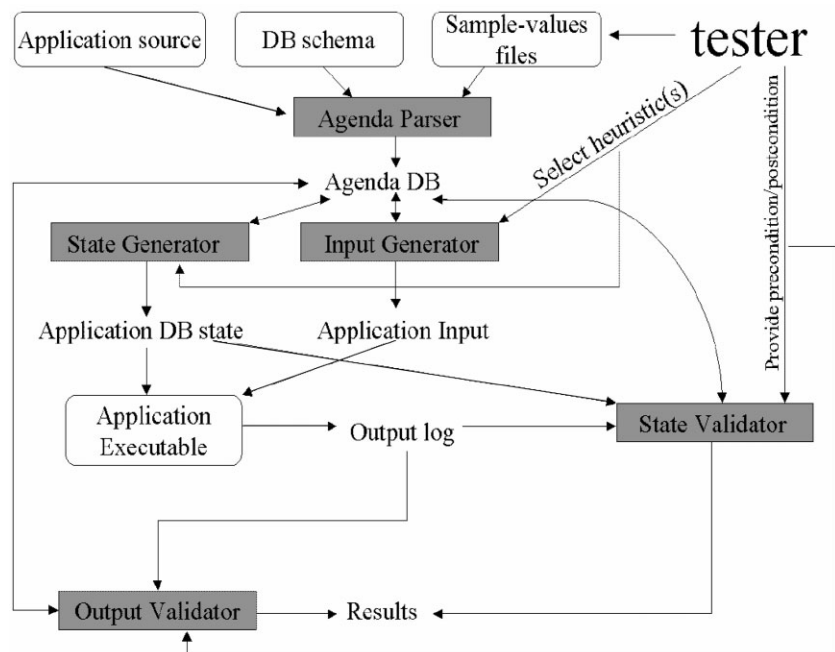 Application source
DB schema
Sample-values
files
tester
Agenda Parser
Select heuristic(s)
Provide precondition/postcondition
Agenda DB
State Generator
Input Generator
Application DB state
Application Input
Application
Executable
Output log
State Validator
Output Validator
Results